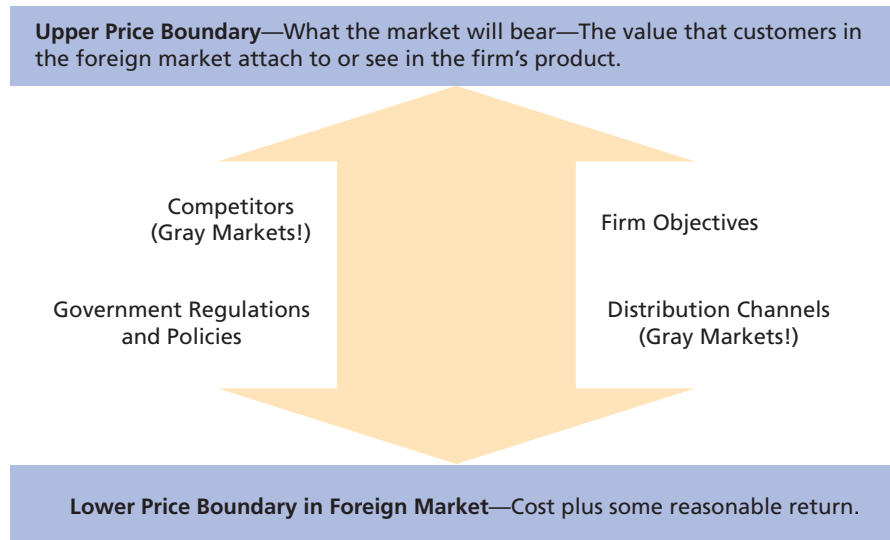 Upper Price Boundary—What the market will bear—The value that customers in
the foreign market attach to or see in the firm’s product.
Competitors
(Gray Markets!)
Firm Objectives
Government Regulations
and Policies
Distribution Channels
(Gray Markets!)
Lower Price Boundary in Foreign Market—Cost plus some reasonable return.